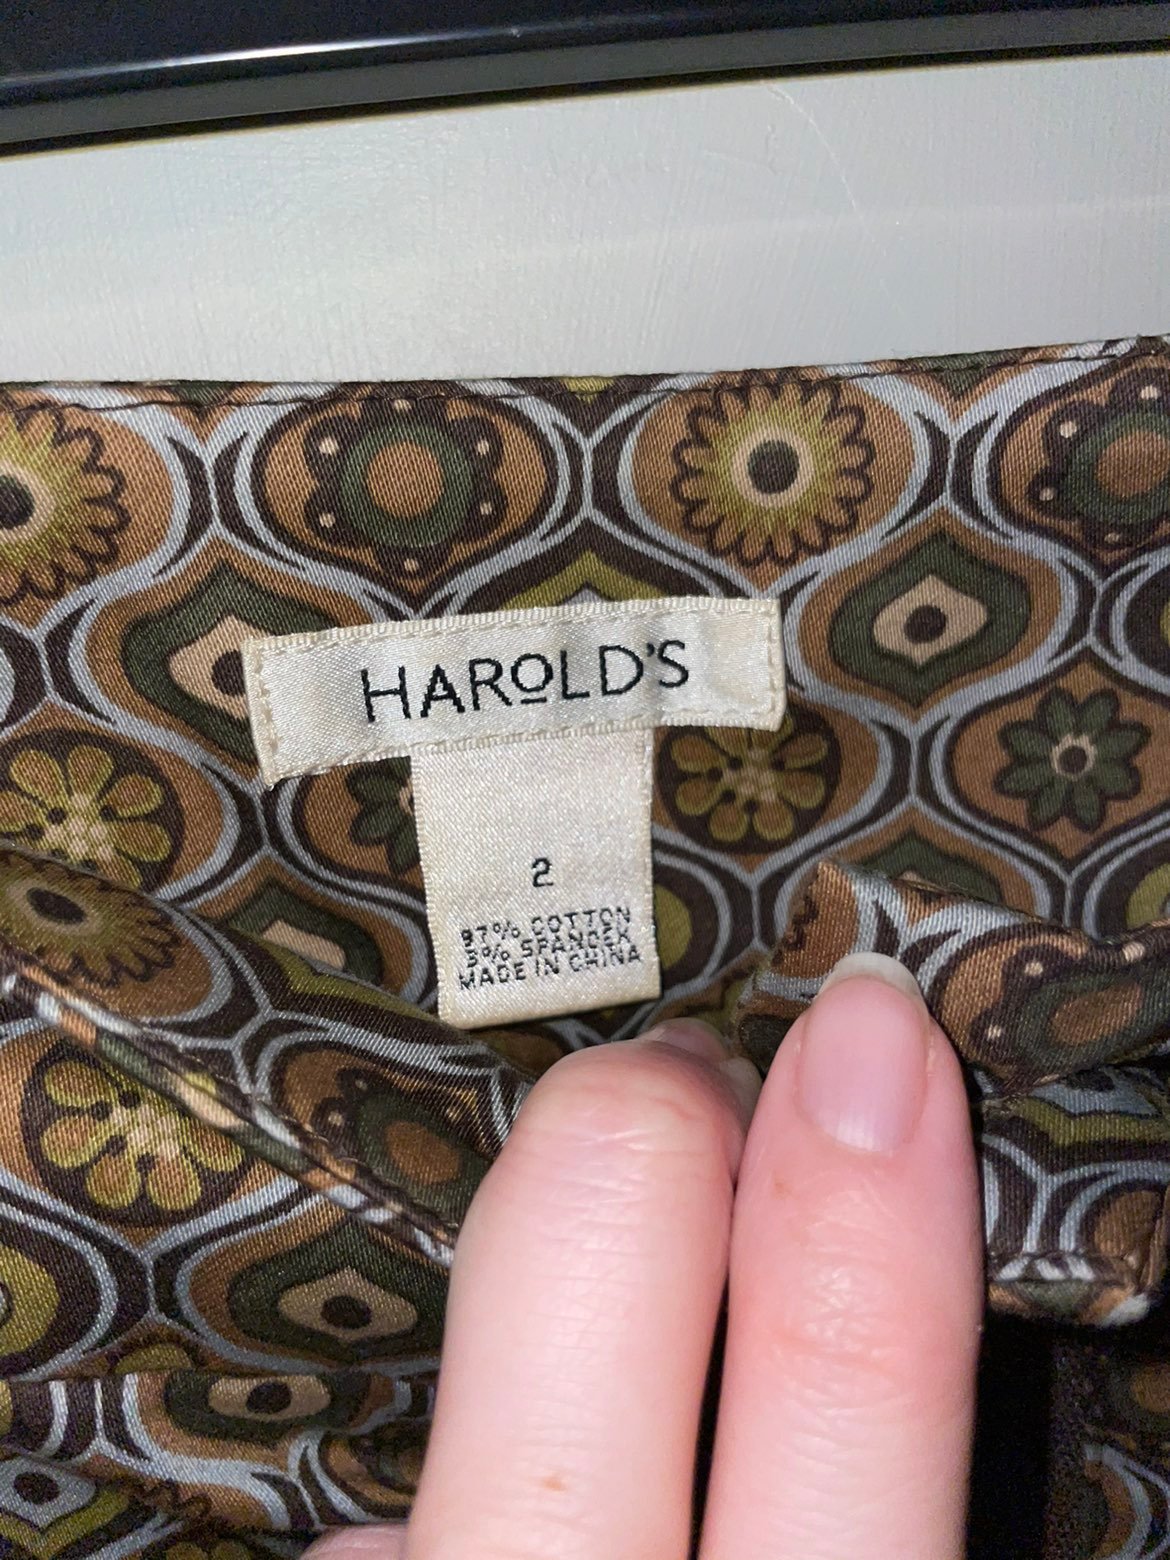 HAROLD'S
2
97% COTTON
3% SPANDEX
MADE IN CHINA